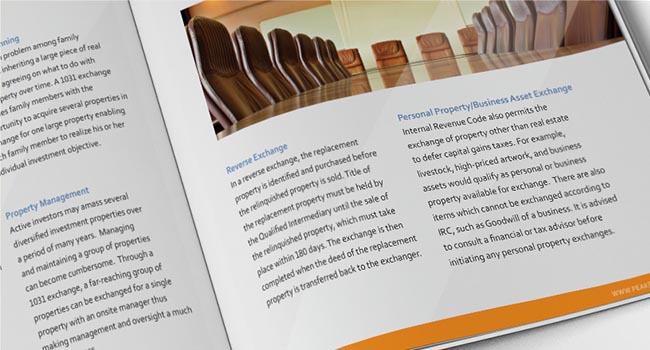 nning
problem among family
inheriting a large piece of real
agreeing on what to do with
perty over time. A 1031 exchange
es family members with the
rtunity to acquire several properties in
hange for one large property enabling
ch family member to realize his or her
dividual investment objective.
Property Management
Active investors may amass several
diversified investment properties over
a period of many years. Managing
and maintaining a group of properties
can become cumbersome. Through a
1031 exchange, a far-reaching group of
properties can be exchanged for a single
property with an onsite manager thus
making management and oversight a much
Reverse Exchange
In a reverse exchange, the replacement
property is identified and purchased before
the relinquished property is sold. Title of
the replacement property must be held by
the Qualified Intermediary until the sale of
the relinquished property, which must take
place within 180 days. The exchange is then
completed when the deed of the replacement
property is transferred back to the exchanger.
Personal Property/Business Asset Exchange
Internal Revenue Code also permits the
exchange of property other than real estate
to defer capital gains taxes. For example,
livestock, high-priced artwork, and business
assets would qualify as personal or business
property available for exchange. There are also
items which cannot be exchanged according to
IRC, such as Goodwill of a business. It is advised
to consult a financial or tax advisor before
initiating any personal property exchanges.
WWW.PEAK